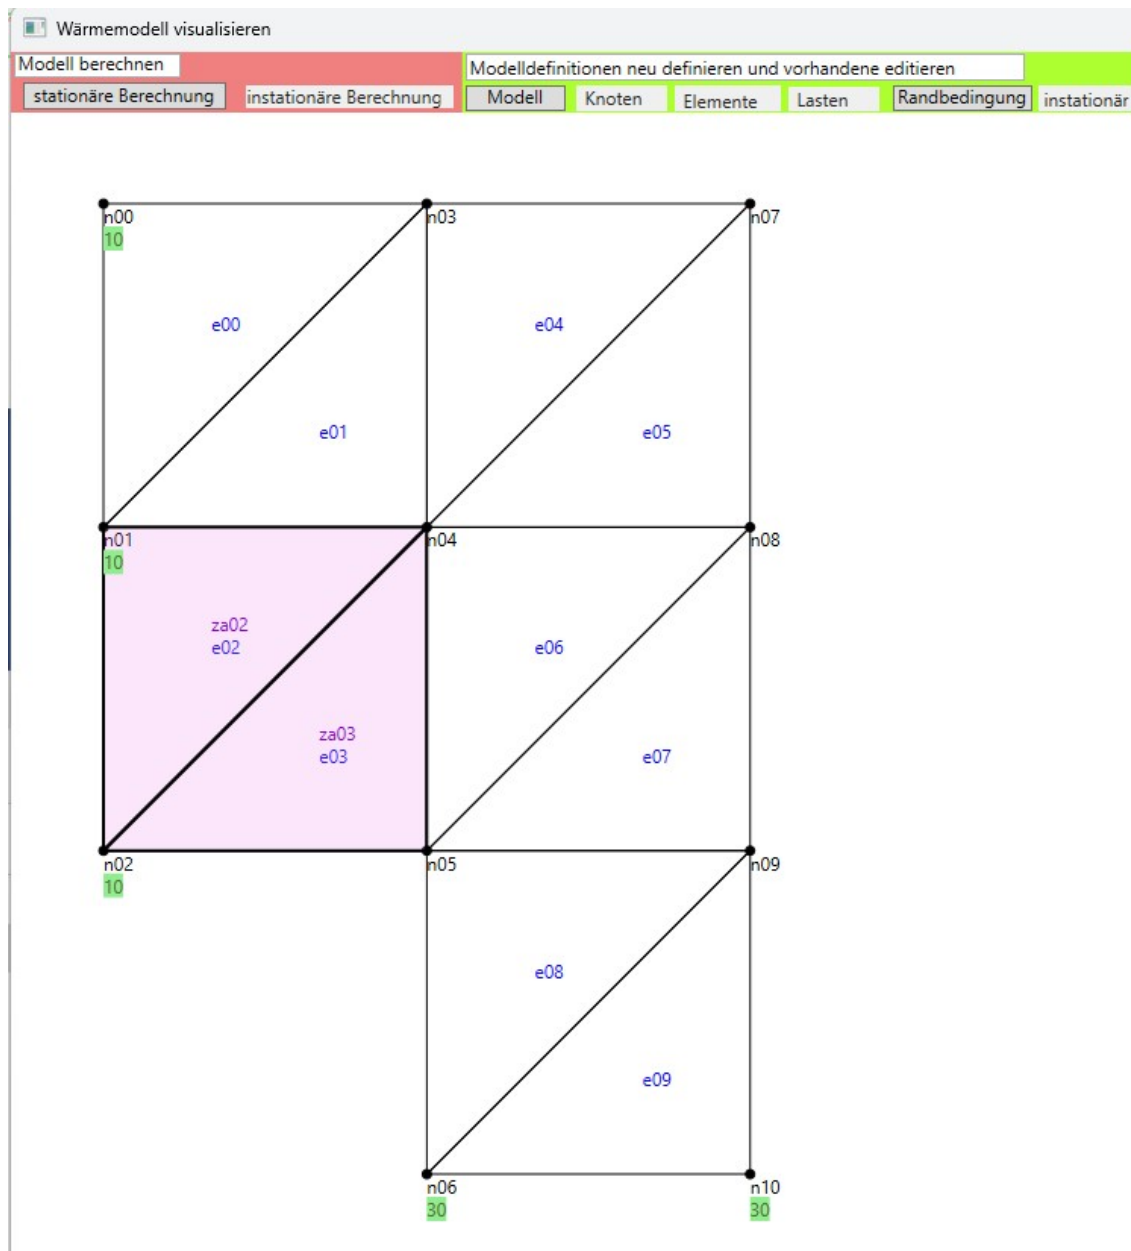 Wärmemodell visualisieren
Modell berechnen
Modelldefinitionen neu definieren und vorhandene editieren
stationäre Berechnung instationäre Berechnung Modell Knoten Elemente Lasten Randbedingung instationär
n00 n03 n07
10
e00 e04
e01 e05
n01 n04 n08
10
za02
e02 e06
za03
e03 e07
n02 n05 n09
10
e08
e09
n06 n10
30 30